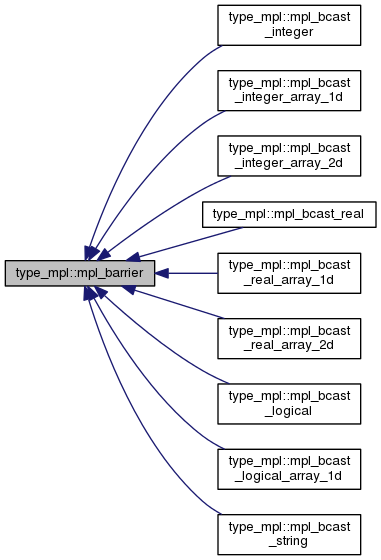 type_mpl::mpl_bcast
_integer
type_mpl::mpl_bcast
_integer_array_1d
type_mpl::mpl_bcast
_integer_array_2d
type_mpl::mpl_bcast_real
type_mpl::mpl_barrier
type_mpl::mpl_bcast
_real_array_1d
type_mpl::mpl_bcast
_real_array_2d
type_mpl::mpl_bcast
_logical
type_mpl::mpl_bcast
_logical_array_1d
type_mpl::mpl_bcast
_string